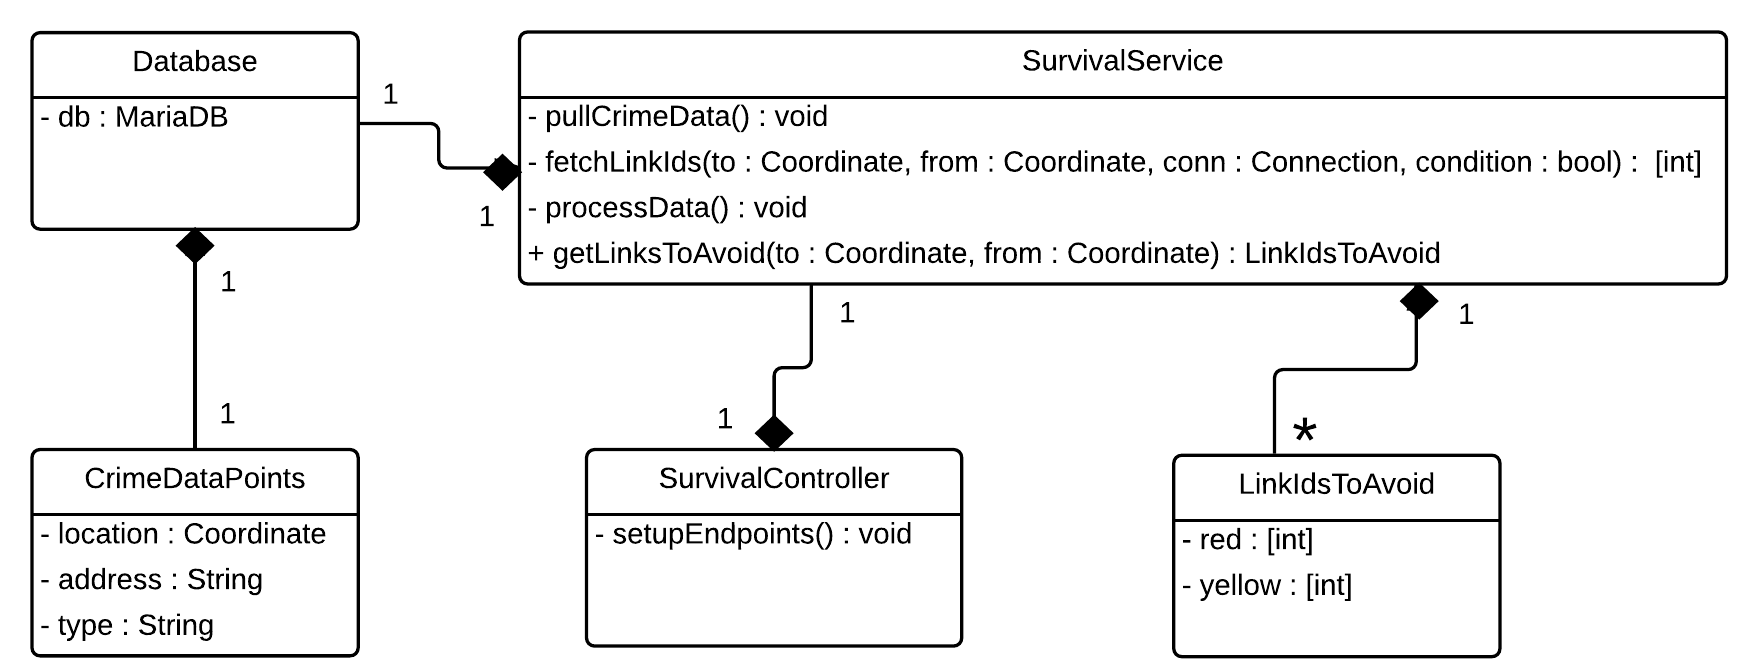 Database
- db : MariaDB
1
SurvivalService
- pullCrimeData() : void
- fetchLinkIds(to : Coordinate, from : Coordinate, conn : Connection, condition : bool) :  [int]
- processData() : void
+ getLinksToAvoid(to : Coordinate, from : Coordinate) : LinkIdsToAvoid
1
1
1
1
1
1
*
CrimeDataPoints
- location : Coordinate
- address : String
- type : String
SurvivalController
- setupEndpoints() : void
LinkIdsToAvoid
- red : [int]
- yellow : [int]